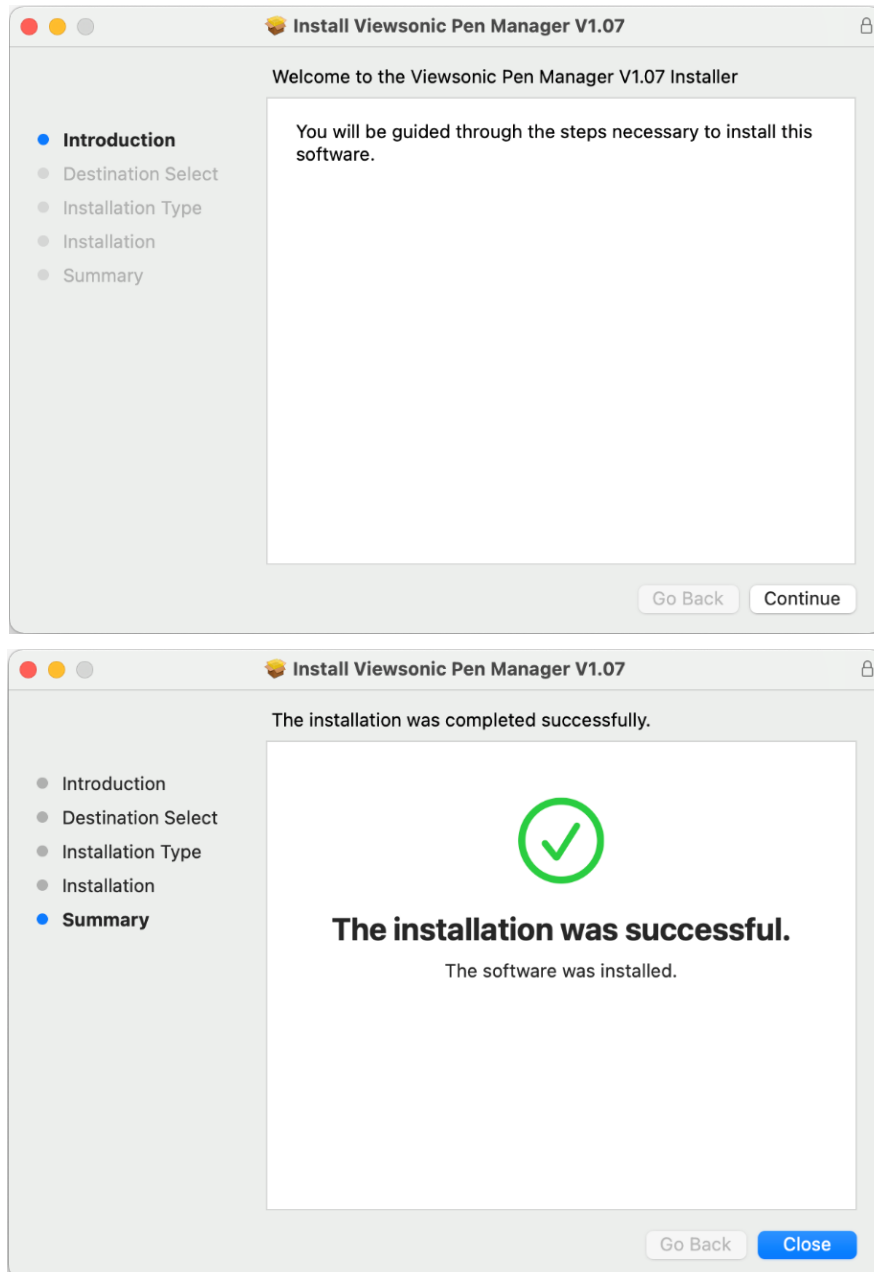 Install Viewsonic Pen Manager V1.07
Welcome to the Viewsonic Pen Manager V1.07 Installer
Introduction
Destination Select
Installation Type
Installation
Summary
You will be guided through the steps necessary to install this
software.
Go Back
Continue
Install Viewsonic Pen Manager V1.07
The installation was completed successfully.
Introduction
Destination Select
Installation Type
Installation
Summary
The installation was successful.
The software was installed.
Go Back
Close